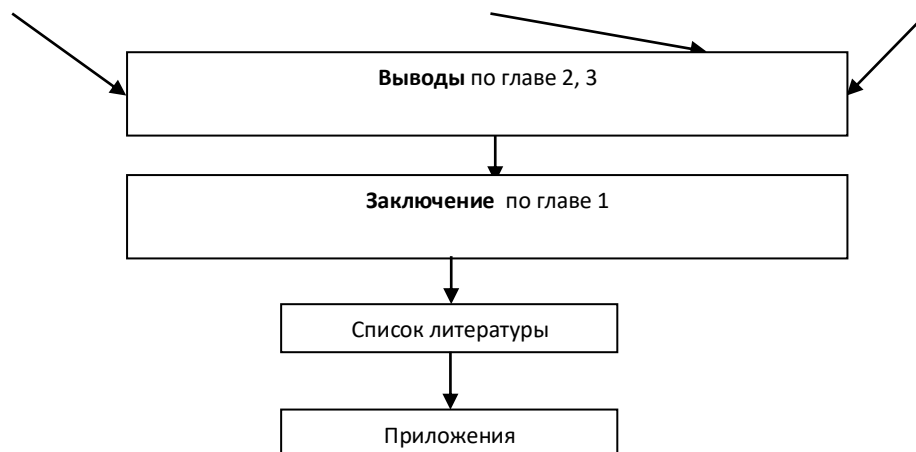 Выводы по главе 2, 3
Заключение по главе 1
Список литературы
Приложения